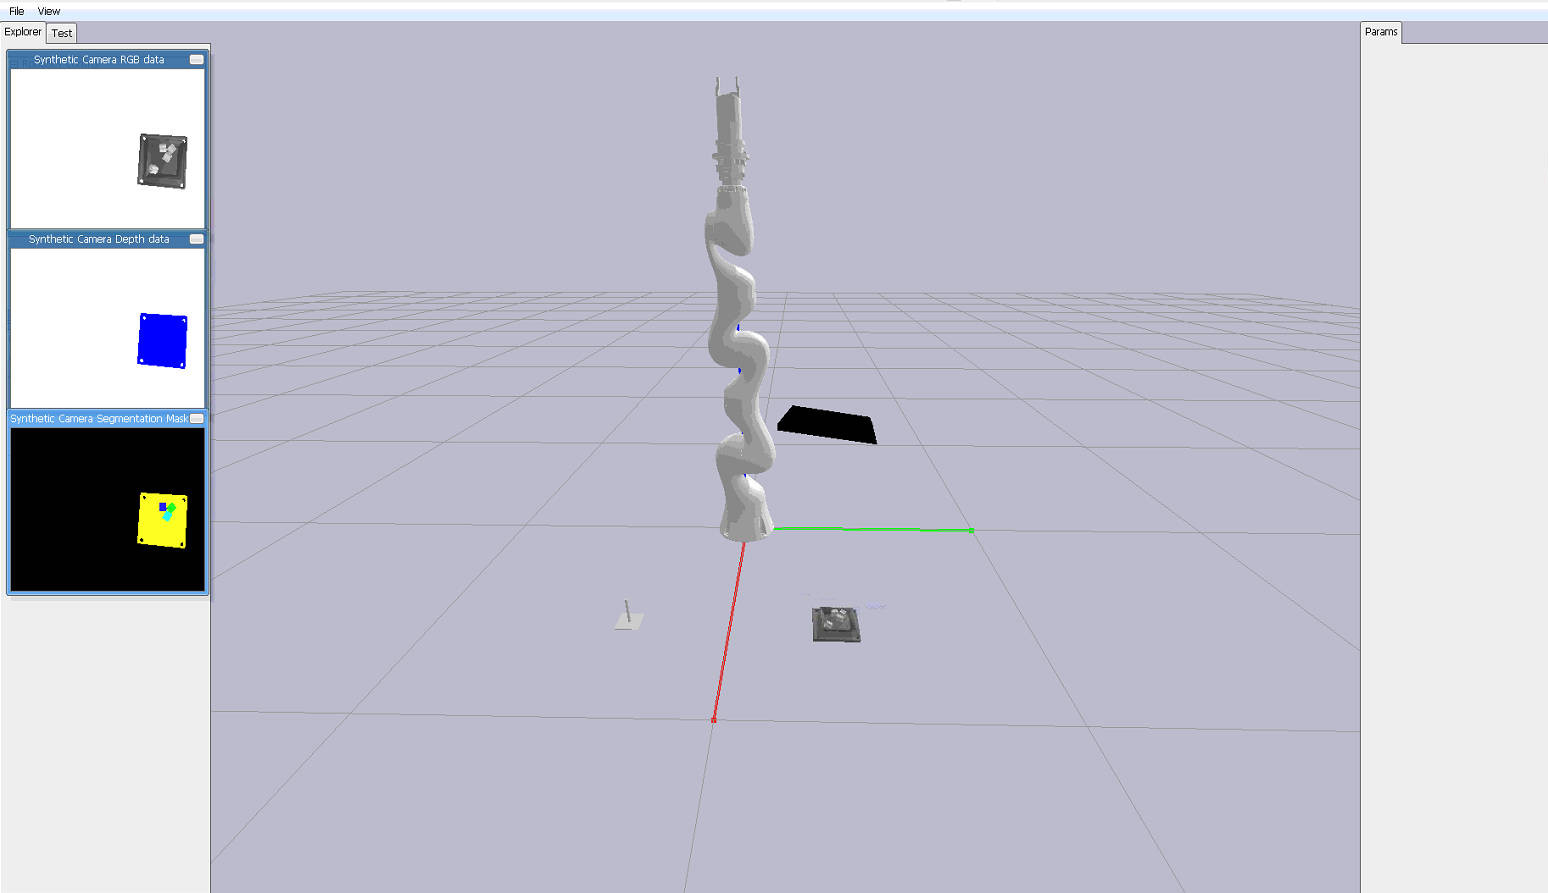 File View
Explorer Test
Params
Synthetic Camera RGB data
Synthetic Camera Depth data
Synthetic Camera Segmentation Mask